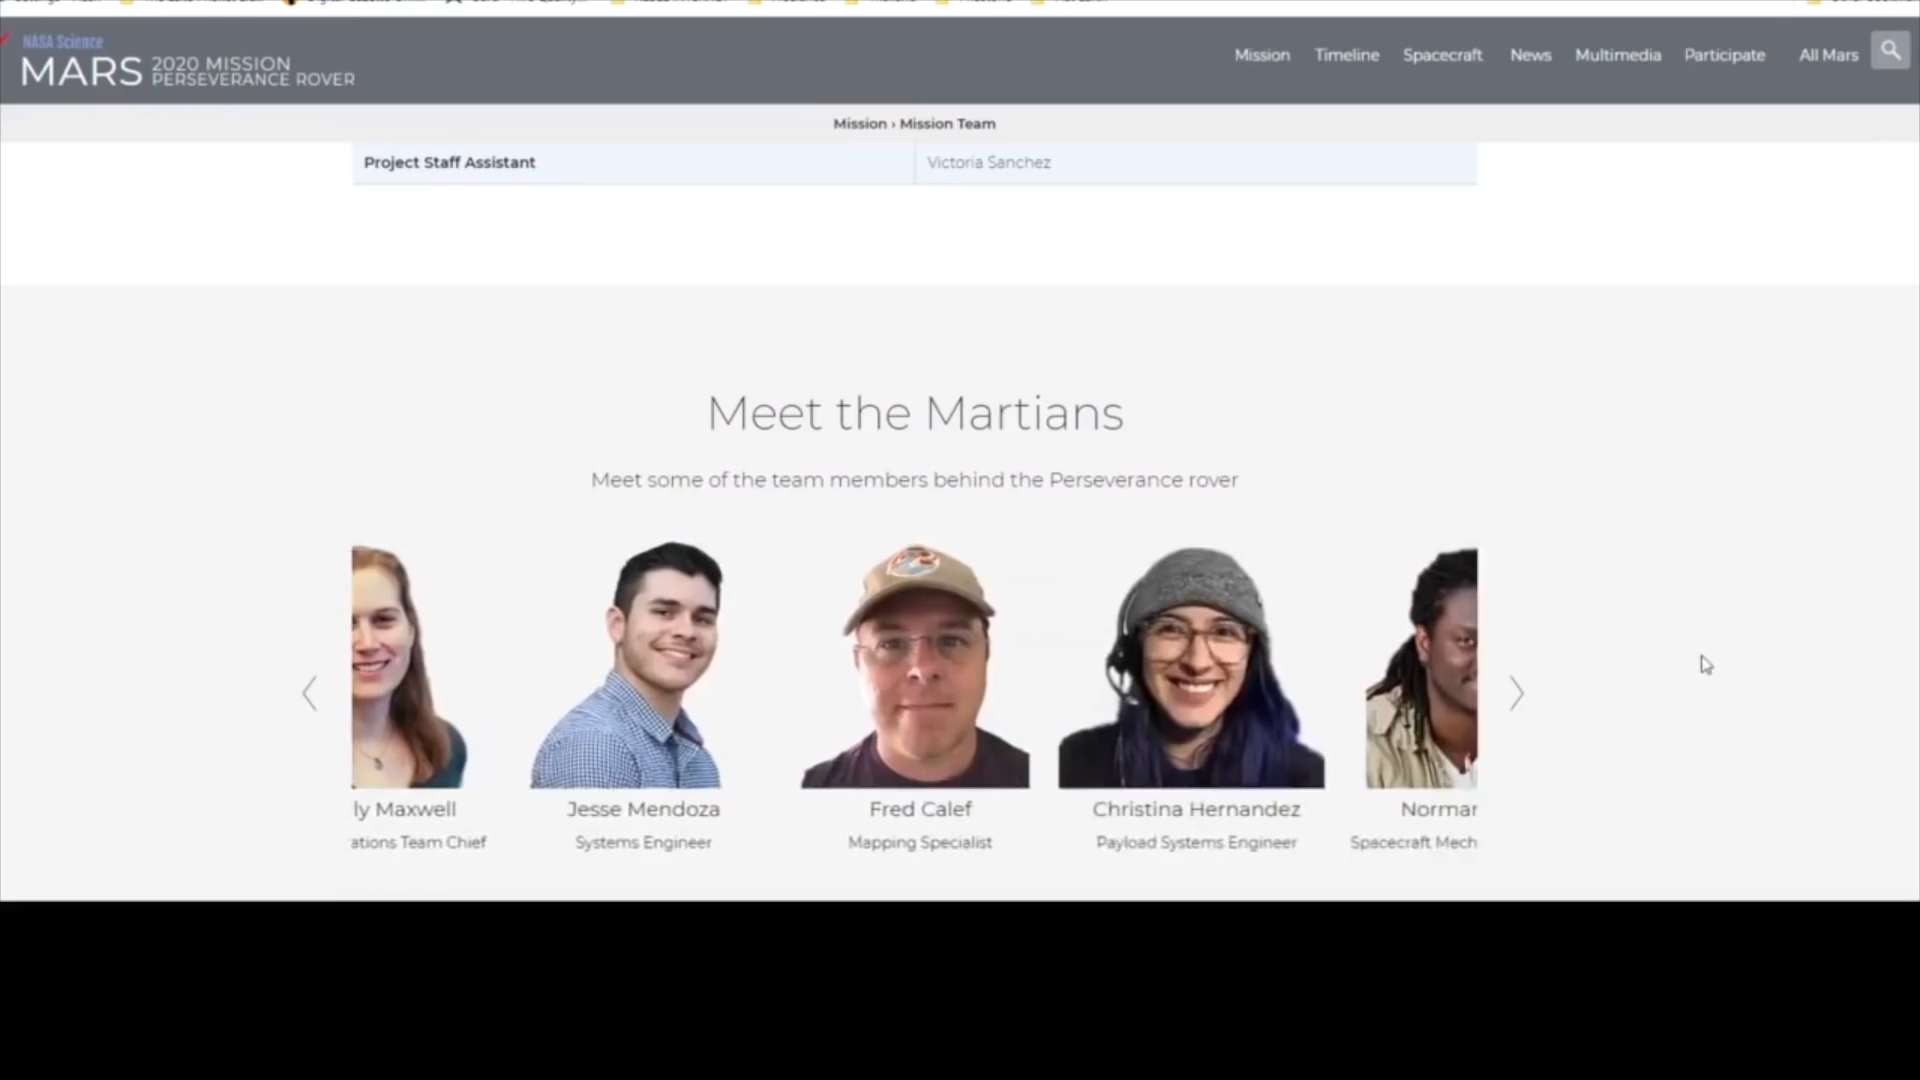 NASA Science
MARS 2020 MISSION
PERSEVERANCE ROVER
Mission Timeline Spacecraft News Multimedia Participate All Mars
Mission › Mission Team
Project Staff Assistant Victoria Sanchez
Meet the Martians
Meet some of the team members behind the Perseverance rover
ly Maxwell Jesse Mendoza Fred Calef Christina Hernandez Norman
ations Team Chief Systems Engineer Mapping Specialist Payload Systems Engineer Spacecraft Mech